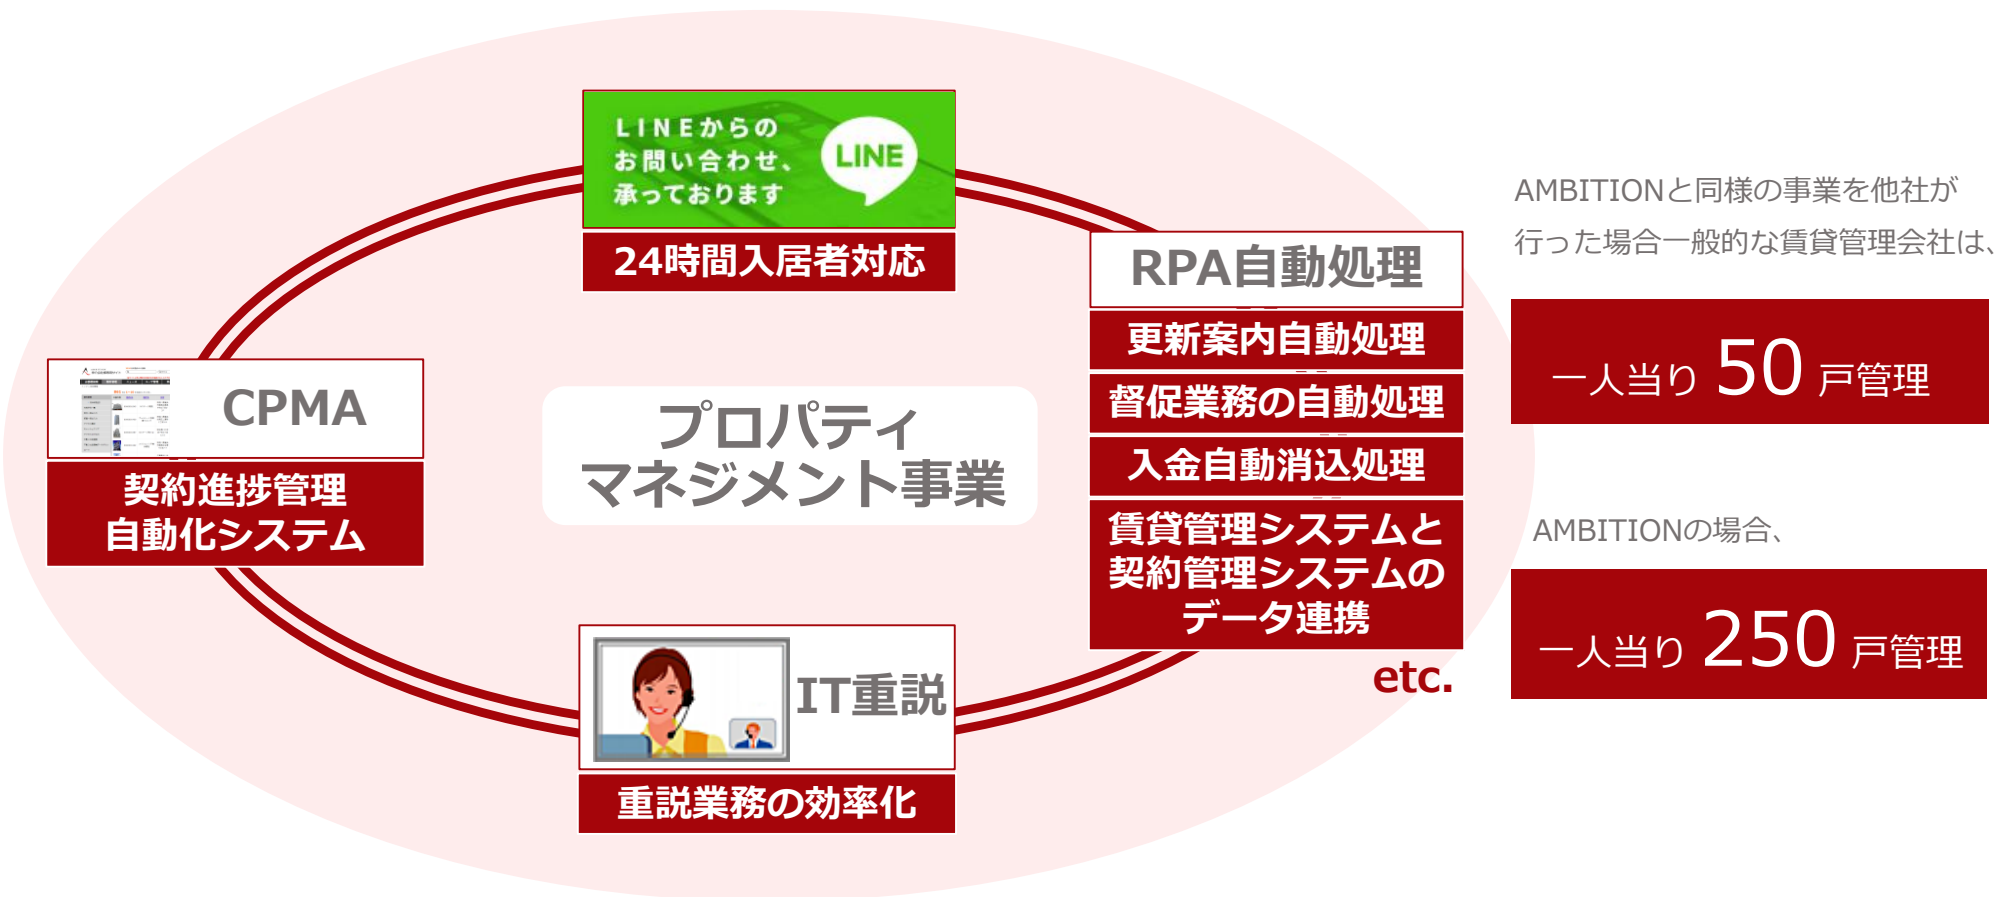 LINEからの
お問い合わせ、
承っております
LINE
24時間入居者対応
RPA自動処理
更新案内自動処理
督促業務の自動処理
入金自動消込処理
賃貸管理システムと
契約管理システムの
データ連携
etc.
CPMA
契約進捗管理
自動化システム
プロパティ
マネジメント事業
IT重説
重説業務の効率化
AMBITIONと同様の事業を他社が
行った場合一般的な賃貸管理会社は、
一人当り 50 戸管理
AMBITIONの場合、
一人当り 250 戸管理